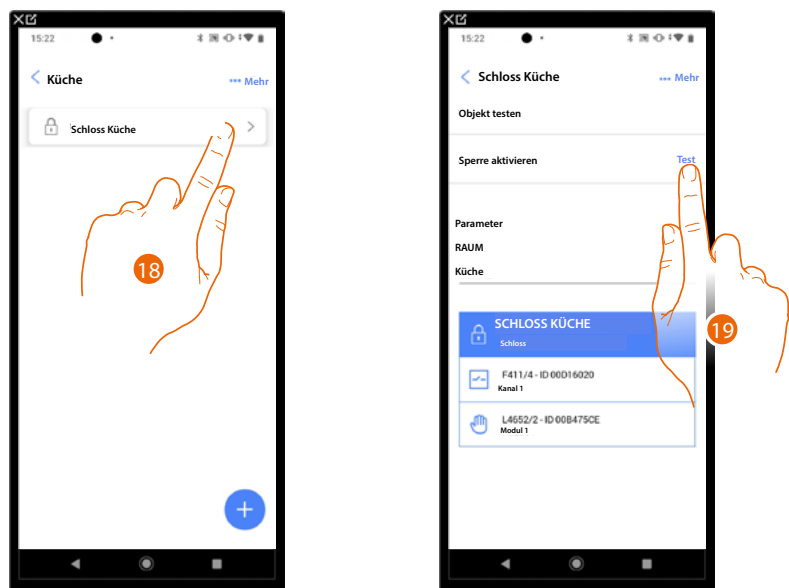 15:22
Küche
Mehr
Schloss Küche
18
15:22
Schloss Küche
Mehr
Objekt testen
Sperre aktivieren
Test
Parameter
RAUM
Küche
SCHLOSS KÜCHE
Schloss
F411/4 - ID 00D16020
Kanal 1
L4652/2 - ID 00B475CE
Modul 1
19